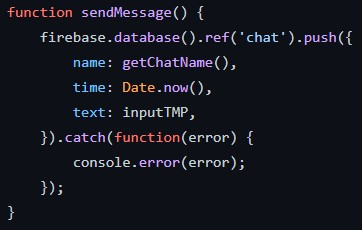 function sendMessage() {
    firebase.database().ref('chat').push({
        name: getChatName(),
        time: Date.now(),
        text: inputTMP,
    }).catch(function(error) {
        console.error(error);
    });
}